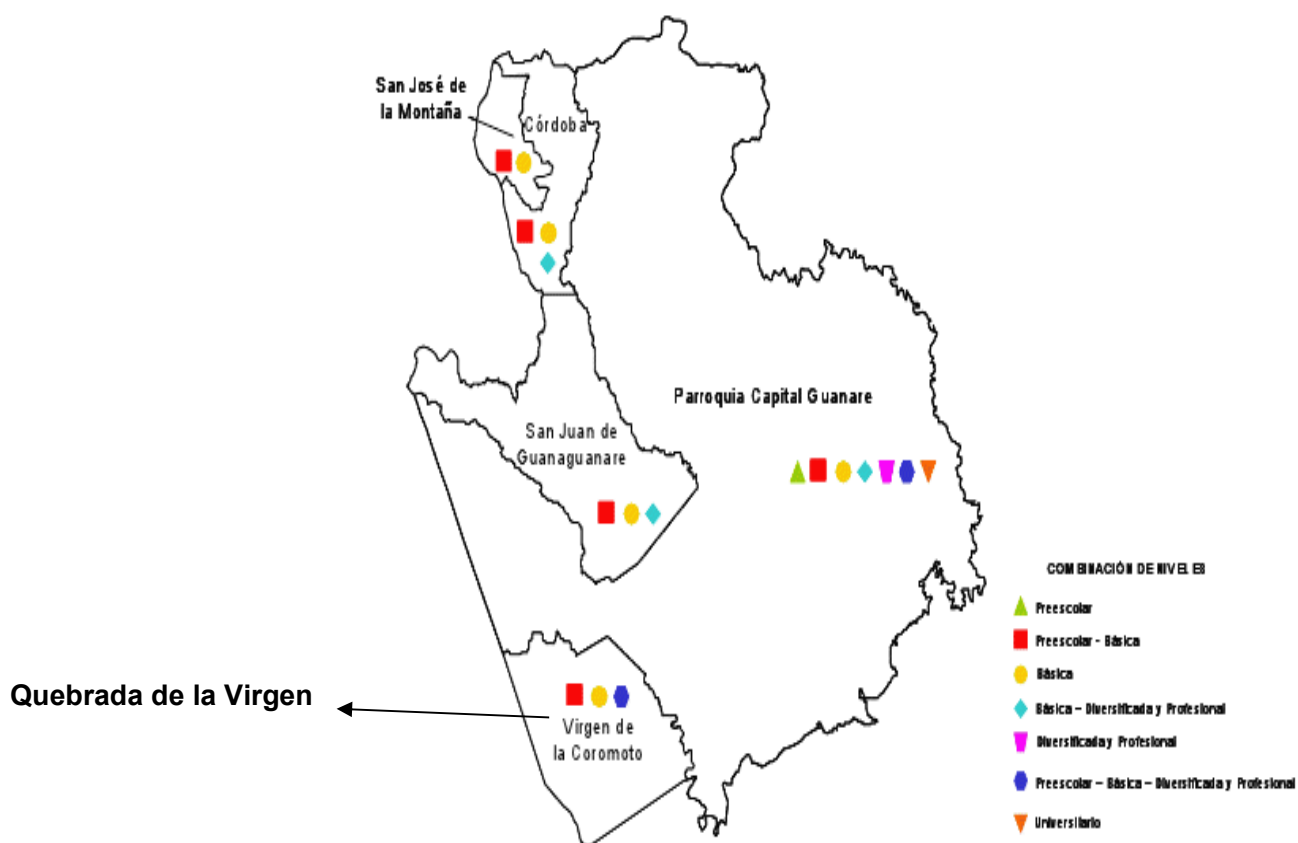 San José de
la Montaña
Córdoba
Parroquia Capital Guanare
San Juan de
Guanaguanare
COMBINACIÓN DE NIVELES
Preescolar
Preescolar - Básica
Básica
Básica – Diversificada y Profesional
Diversificada y Profesional
Preescolar – Básica – Diversificada y Profesional
Universitario
Quebrada de la Virgen
Virgen de
la Coromoto